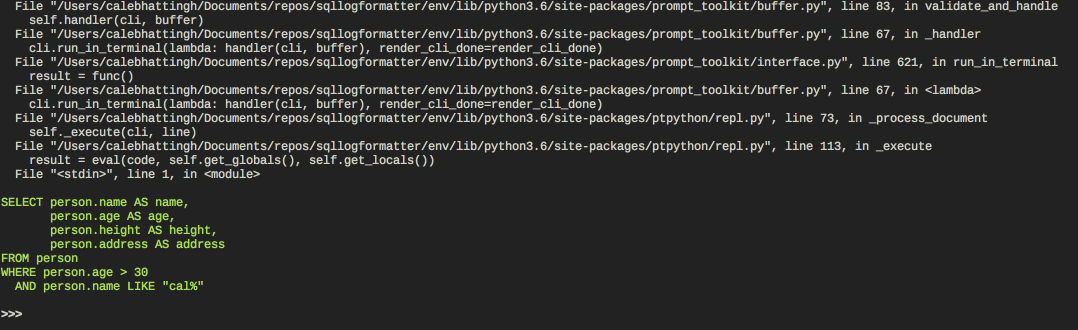 File "/Users/calebhattingh/Documents/repos/sqllogformatter/env/lib/python3.6/site-packages/prompt_toolkit/buffer.py", line 83, in validate_and_handle
self.handler(cli, buffer)
File "/Users/calebhattingh/Documents/repos/sqllogformatter/env/lib/python3.6/site-packages/prompt_toolkit/buffer.py", line 67, in _handler
cli.run_in_terminal(lambda: handler(cli, buffer), render_cli_done=render_cli_done)
File "/Users/calebhattingh/Documents/repos/sqllogformatter/env/lib/python3.6/site-packages/prompt_toolkit/interface.py", line 621, in run_in_terminal
result = func()
File "/Users/calebhattingh/Documents/repos/sqllogformatter/env/lib/python3.6/site-packages/prompt_toolkit/buffer.py", line 67, in <lambda>
cli.run_in_terminal(lambda: handler(cli, buffer), render_cli_done=render_cli_done)
File "/Users/calebhattingh/Documents/repos/sqllogformatter/env/lib/python3.6/site-packages/ptpython/repl.py", line 73, in _process_document
self._execute(cli, line)
File "/Users/calebhattingh/Documents/repos/sqllogformatter/env/lib/python3.6/site-packages/ptpython/repl.py", line 113, in _execute
result = eval(code, self.get_globals(), self.get_locals())
File "<stdin>", line 1, in <module>
SELECT person.name AS name,
person.age AS age,
person.height AS height,
person.address AS address
FROM person
WHERE person.age > 30
AND person.name LIKE "cal%"
>>>